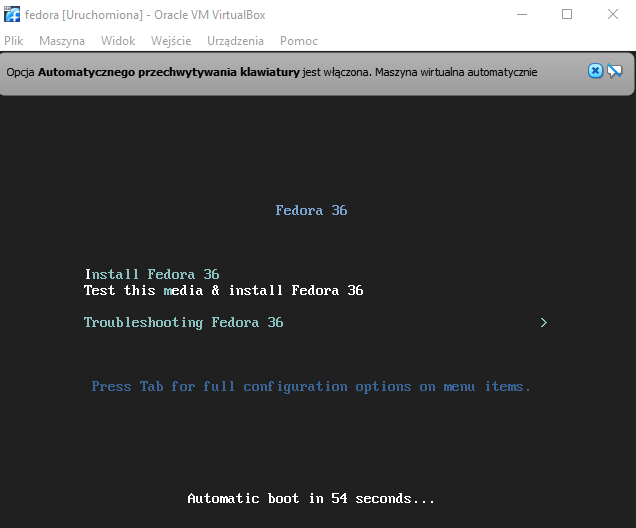 fedora [Uruchomiona] - Oracle VM VirtualBox
Plik Maszyna Widok Wejście Urządzenia Pomoc
Opcja Automatycznego przechwytywania klawiatury jest włączona. Maszyna wirtualna automatycznie
Fedora 36
Install Fedora 36
Test this media & install Fedora 36
Troubleshooting Fedora 36 >
Press Tab for full configuration options on menu items.
Automatic boot in 54 seconds...